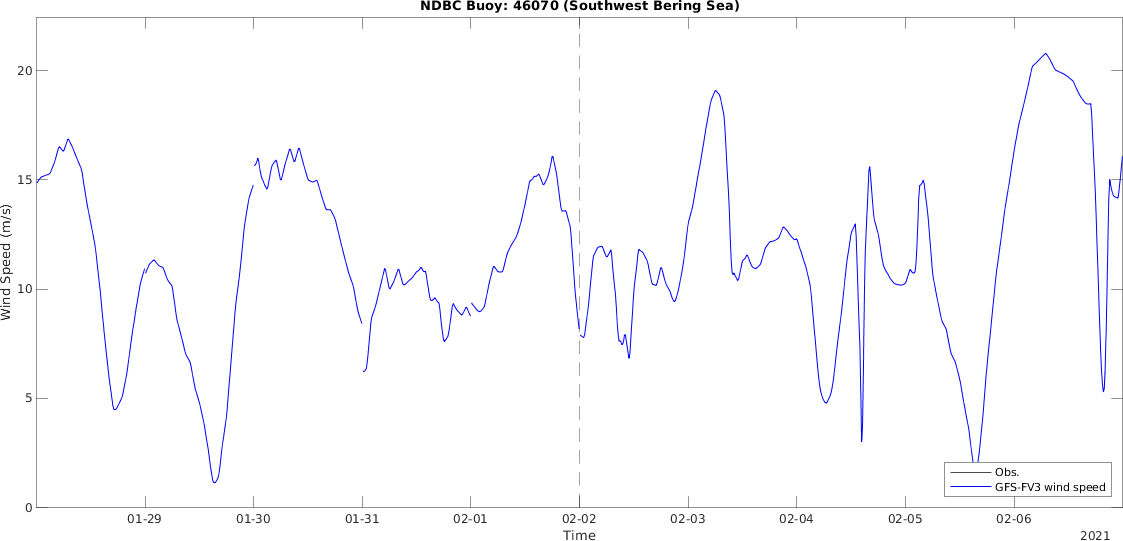 NDBC Buoy: 46070 (Southwest Bering Sea)
20
15
10
5
0
Wind Speed (m/s)
Obs.
GFS-FV3 wind speed
01-29 01-30 01-31 02-01 02-02 02-03 02-04 02-05 02-06
Time
2021